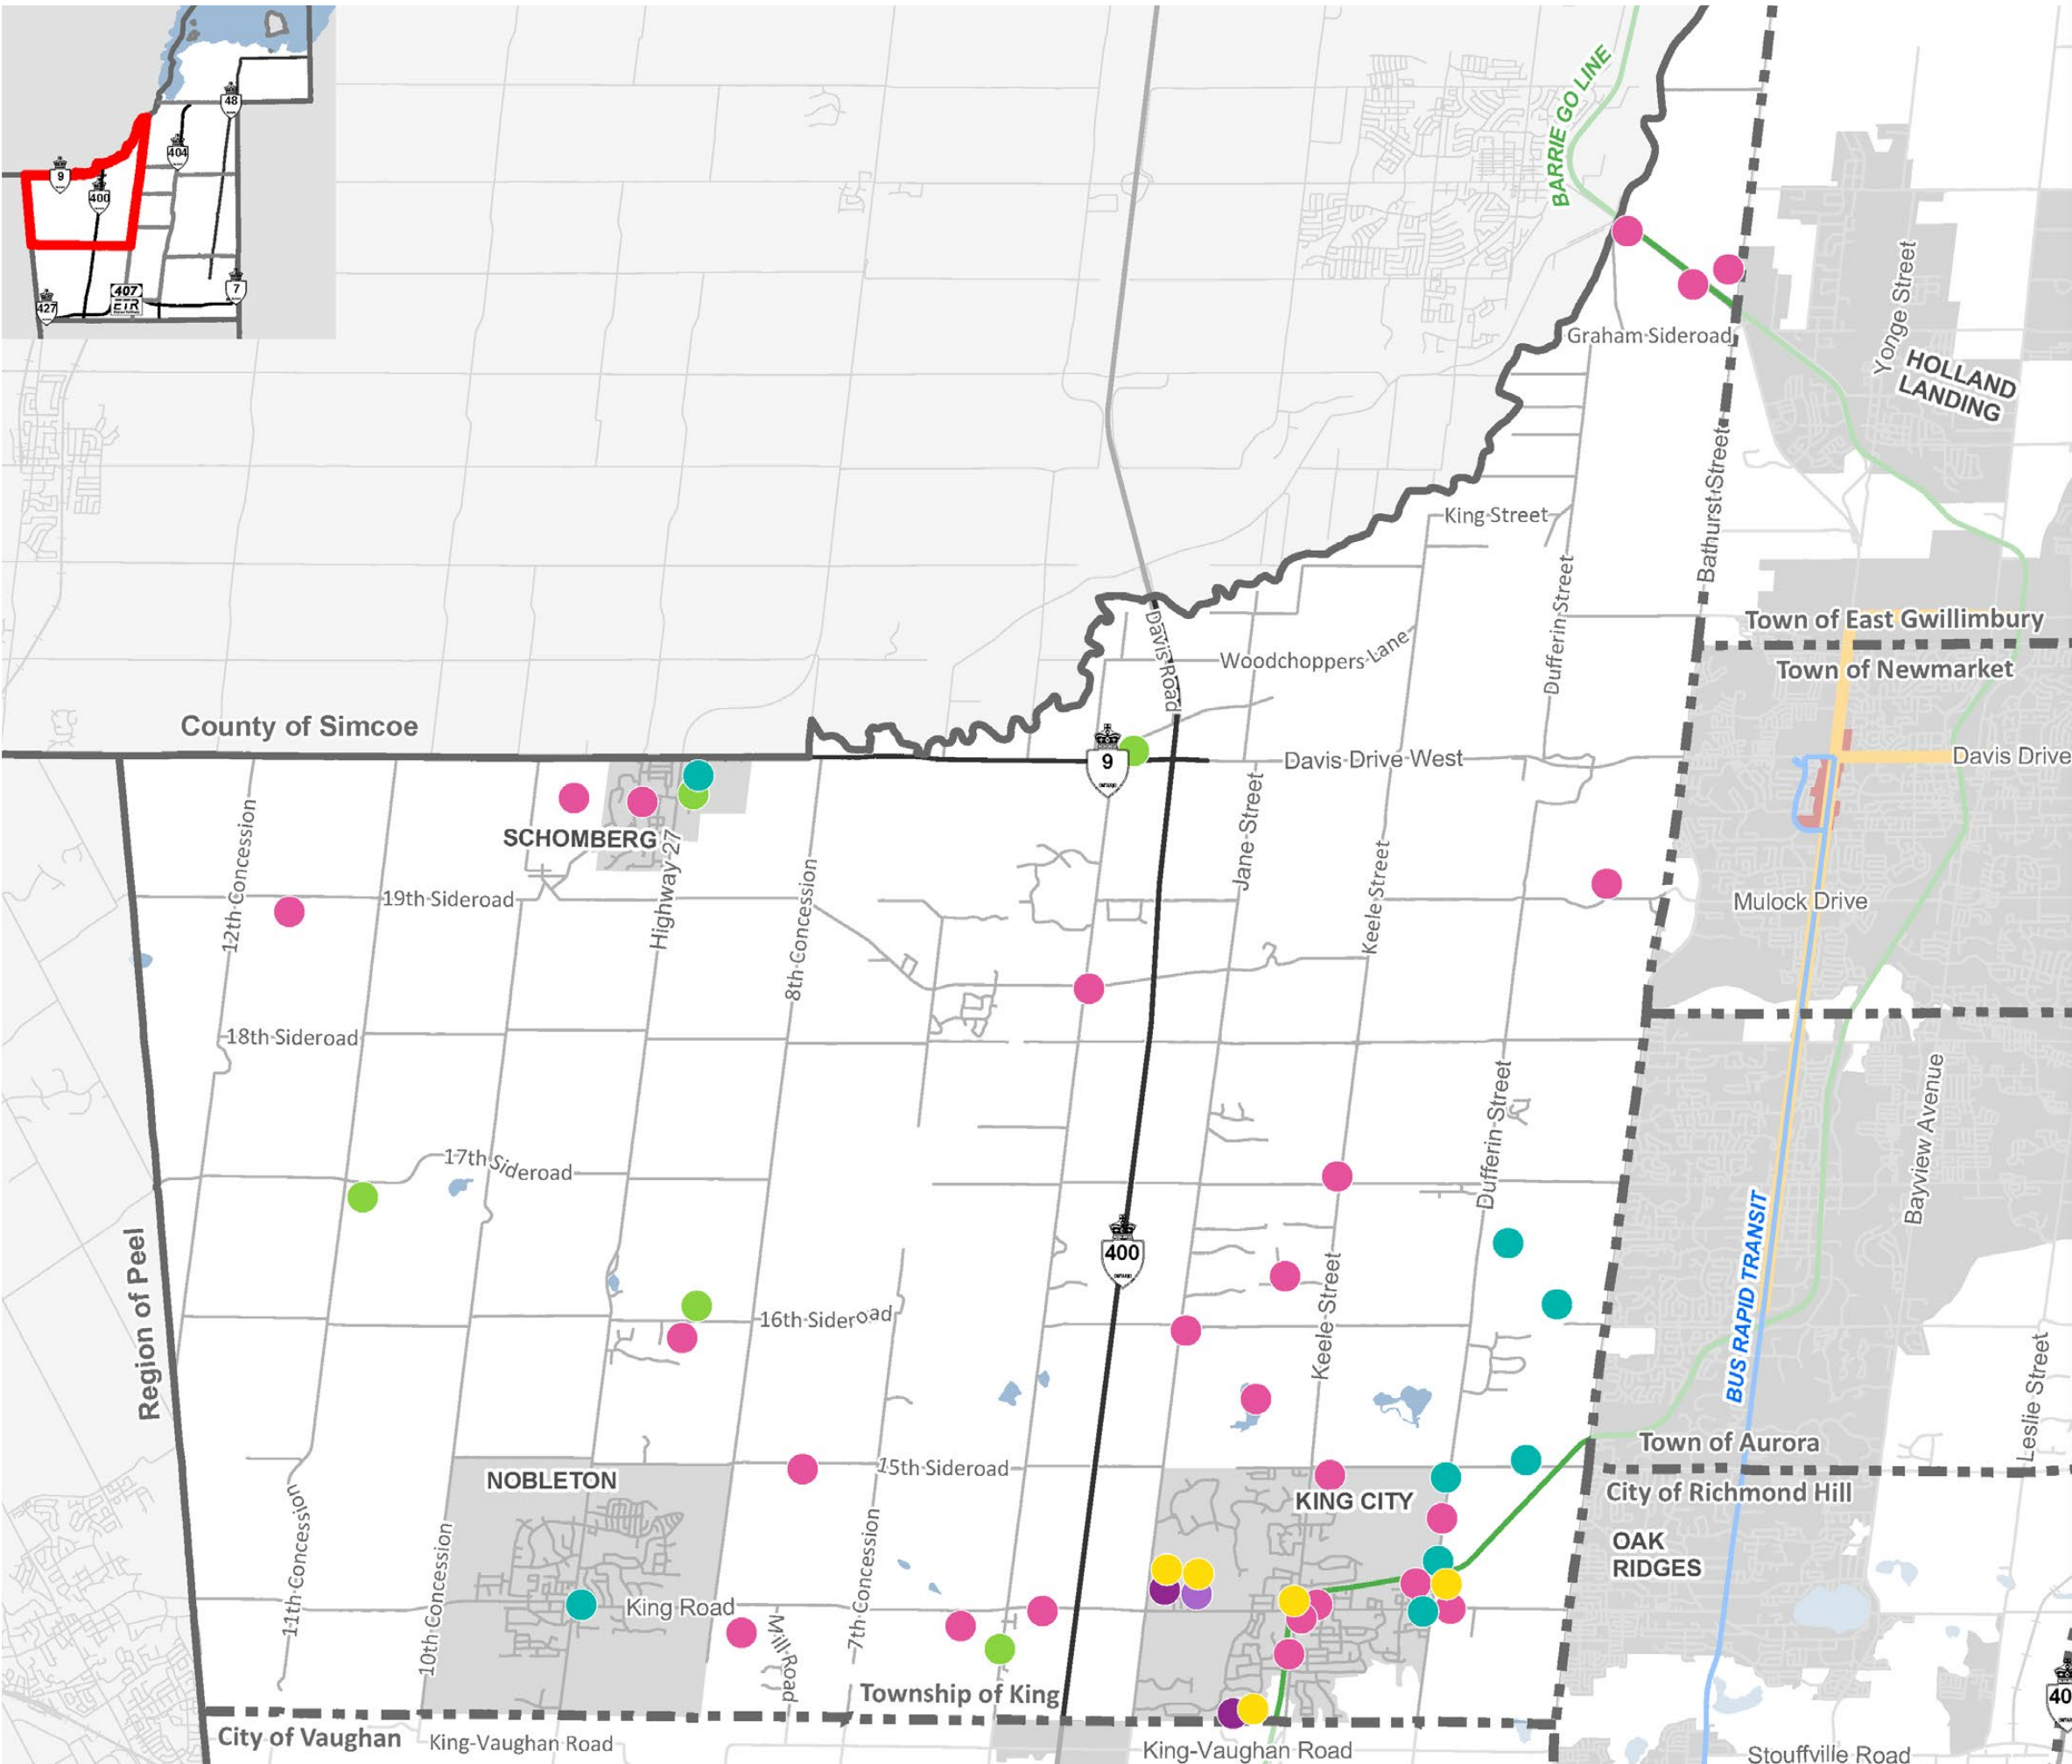 48
404
9
400
407
ETR
7
427
BARRIE GO LINE
Yonge Street
Graham Sideroad
HOLLAND
LANDING
Bathurst Street
King Street
Dufferin Street
Town of East Gwillimbury
Davis Road
Woodchoppers Lane
Town of Newmarket
County of Simcoe
9
ONTARIO
Davis Drive West
Davis Drive
Jane Street
12th Concession
SCHOMBERG
Highway 27
8th Concession
Keele Street
19th Sideroad
Mulock Drive
18th Sideroad
Bayview Avenue
Dufferin Street
17th Sideroad
BUS RAPID TRANSIT
Region of Peel
400
ONTARIO
Keele Street
16th Sideroad
Leslie Street
Town of Aurora
15th Sideroad
NOBLETON
KING CITY
City of Richmond Hill
11th Concession
10th Concession
7th Concession
OAK
RIDGES
King Road
Mill Road
Township of King
40
City of Vaughan
King-Vaughan Road
King-Vaughan Road
Stouffville Road